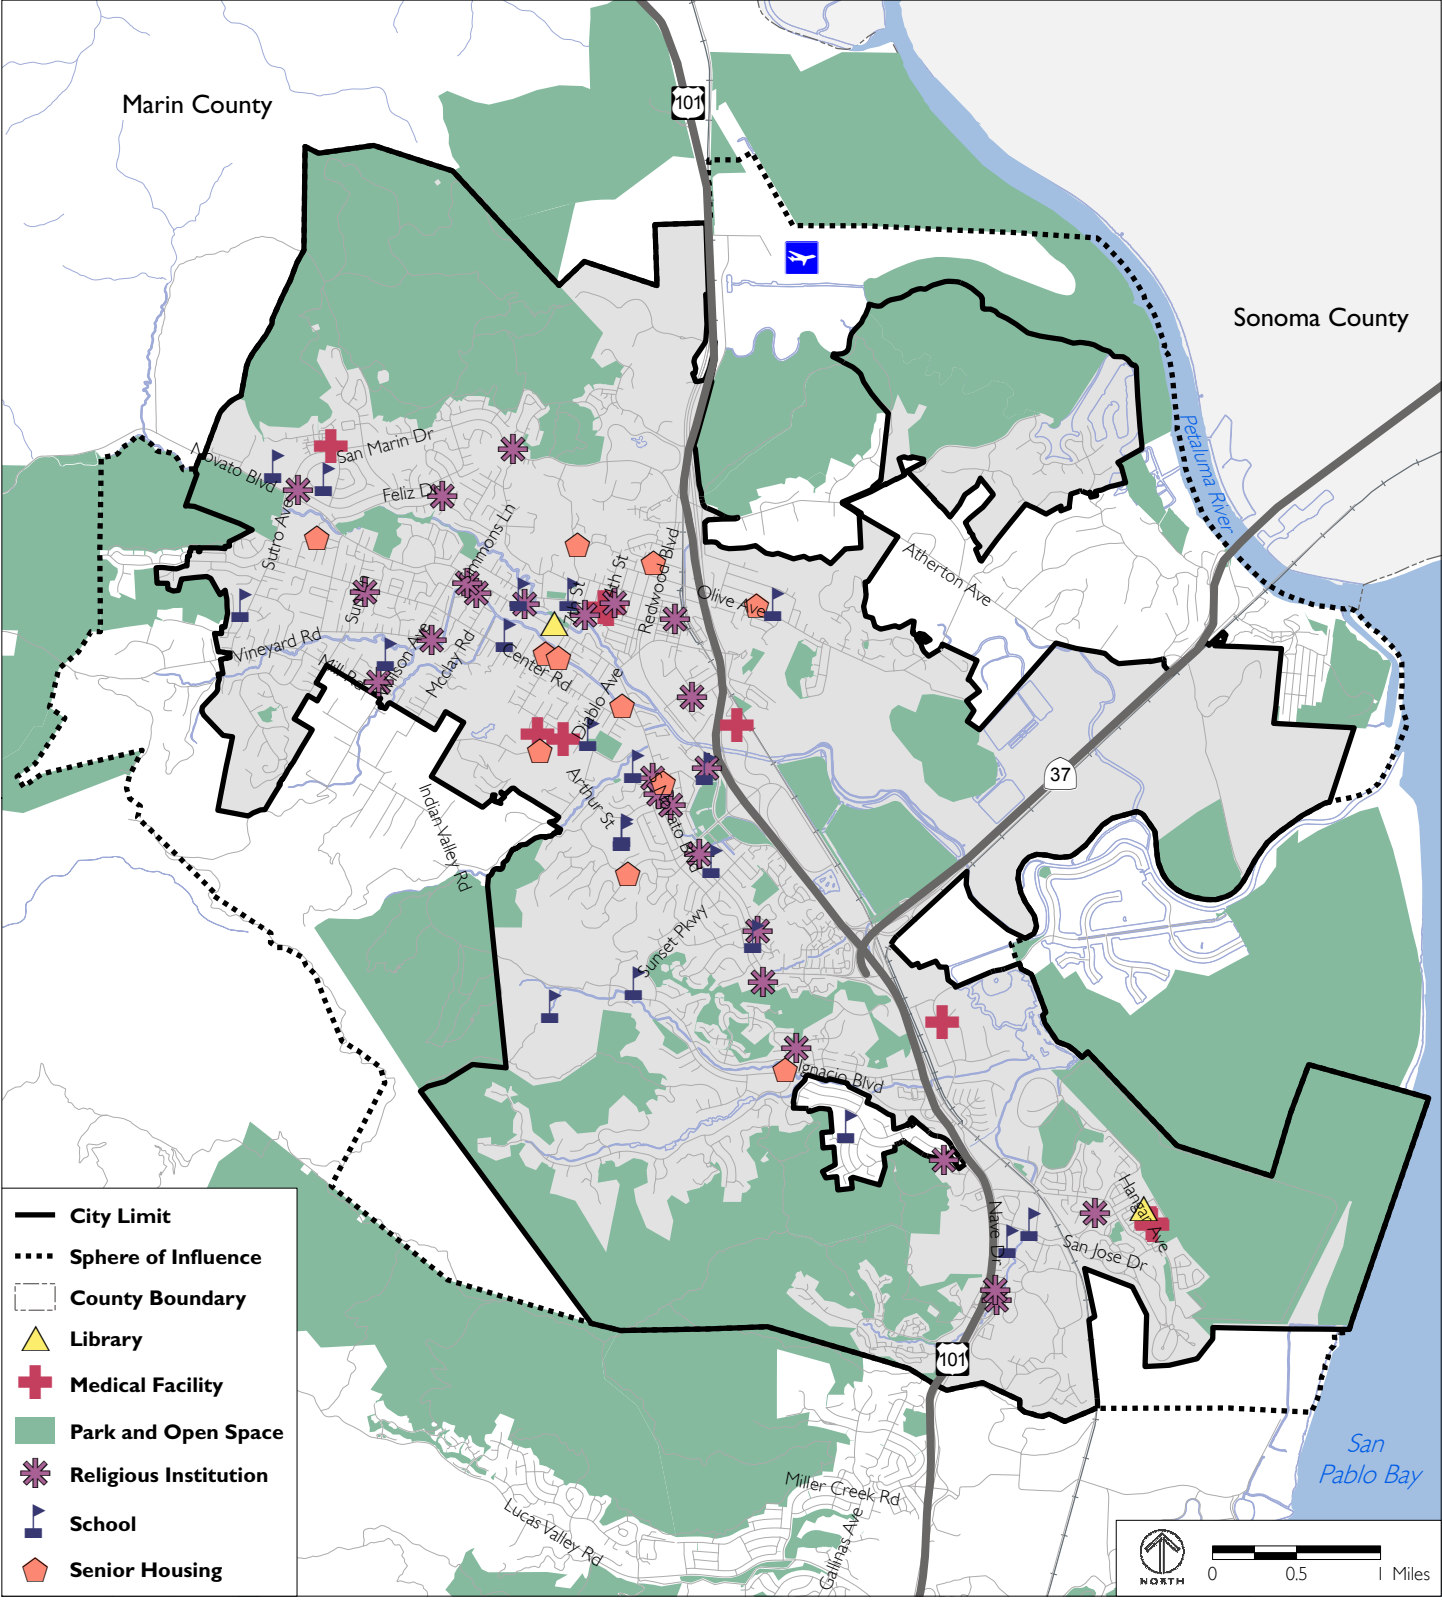 101
Marin County
Sonoma County
San Marin Dr
Novato Blvd
Feliz Dr
Sutro Ave
Simmons Ln
Petaluma River
Atherton Ave
Redwood Blvd
4th St
7th St
Olive Ave
Vineyard Rd
Mill Rd
Wilson Ave
Mcclay Rd
Center Rd
Diablo Ave
37
Arthur St
S Novato Blvd
Indian Valley Rd
Sunset Pkwy
Ignacio Blvd
Hangar Ave
Nave Dr
San Jose Dr
101
City Limit
Sphere of Influence
County Boundary
Library
Medical Facility
Park and Open Space
Religious Institution
School
Senior Housing
San
Pablo Bay
Miller Creek Rd
Lucas Valley Rd
Gallinas Ave
NORTH
0 0.5 1 Miles